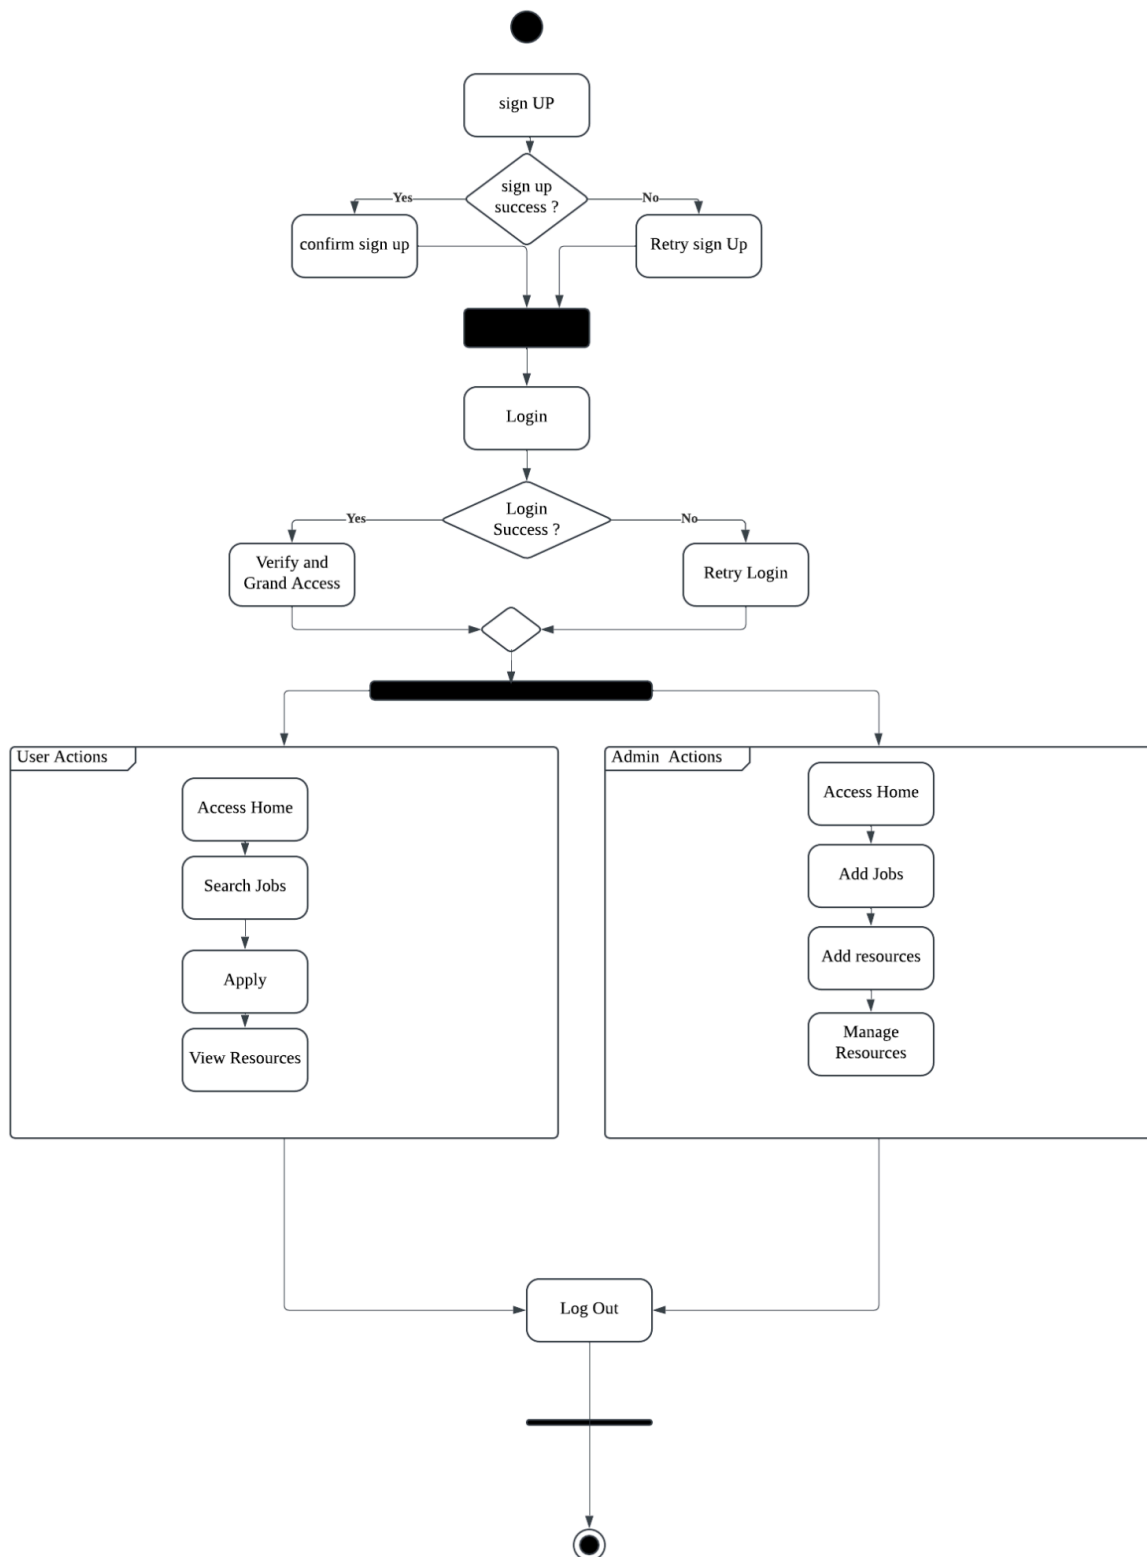 sign UP
sign up
success ?
Yes
No
confirm sign up
Retry sign Up
Login
Login
Success ?
Yes
No
Verify and
Grand Access
Retry Login
User Actions
Access Home
Search Jobs
Apply
View Resources
Admin Actions
Access Home
Add Jobs
Add resources
Manage
Resources
Log Out